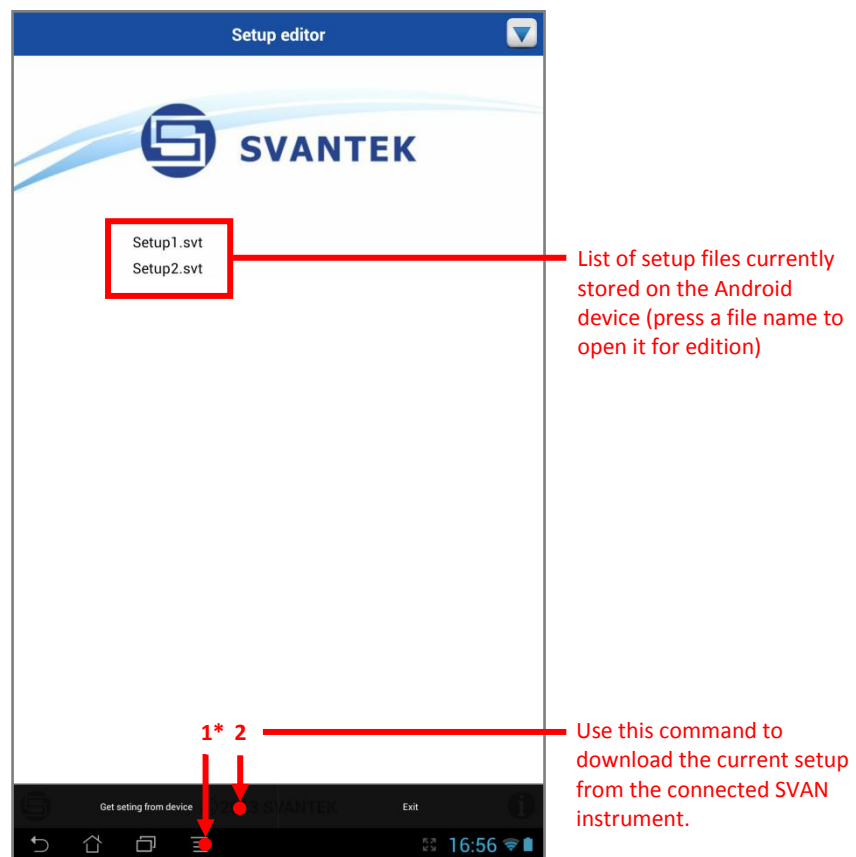 Setup editor
SVANTEK
Setup1.svt
Setup2.svt
List of setup files currently
stored on the Android
device (press a file name to
open it for edition)
1* 2
Use this command to
download the current setup
from the connected SVAN
instrument.
Get seting from device
SVANTEK
Exit
16:56